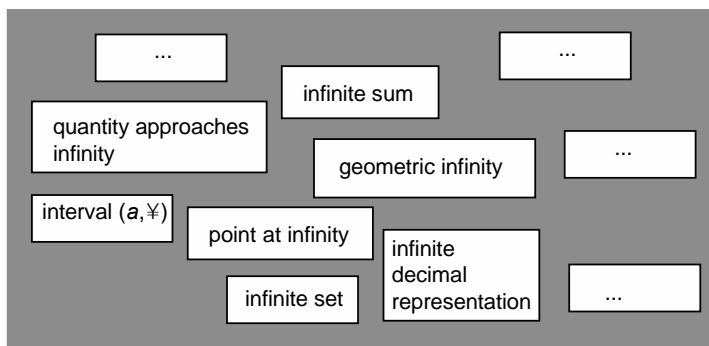 ...
...
infinite sum
quantity approaches
infinity
...
geometric infinity
interval (a,¥)
point at infinity
infinite
decimal
representation
infinite set
...